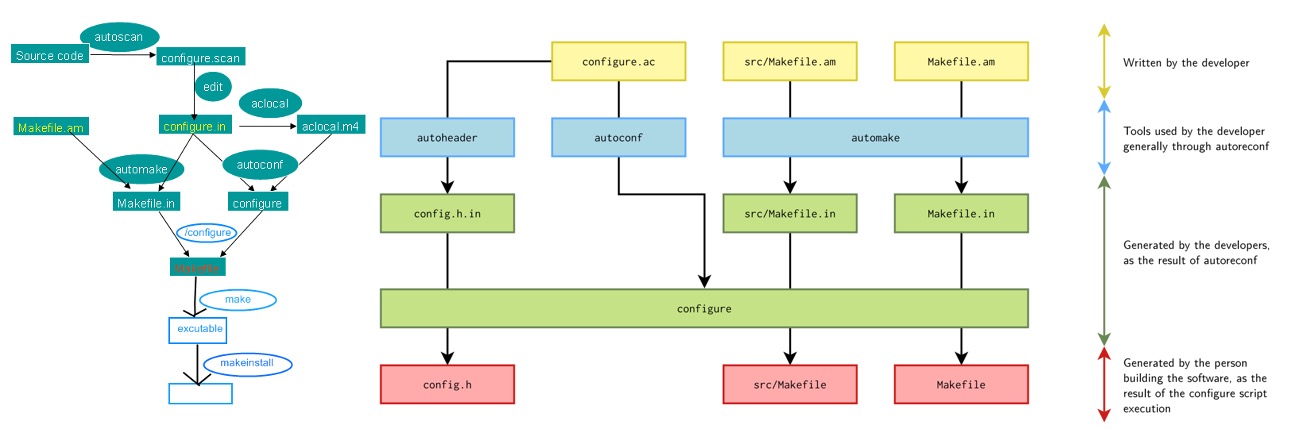 autoscan
Source code
configure.scan
edit
aclocal
Makefile.am
configure.in
aclocal.m4
automake
autoconf
Makefile.in
configure
/configure
Makefile
make
excutable
makeinstall
configure.ac
src/Makefile.am
Makefile.am
autoheader
autoconf
automake
config.h.in
src/Makefile.in
Makefile.in
configure
config.h
src/Makefile
Makefile
Written by the developer
Tools used by the developer
generally through autoreconf
Generated by the developers,
as the result of autoreconf
Generated by the person
building the software, as the
result of the configure script
execution